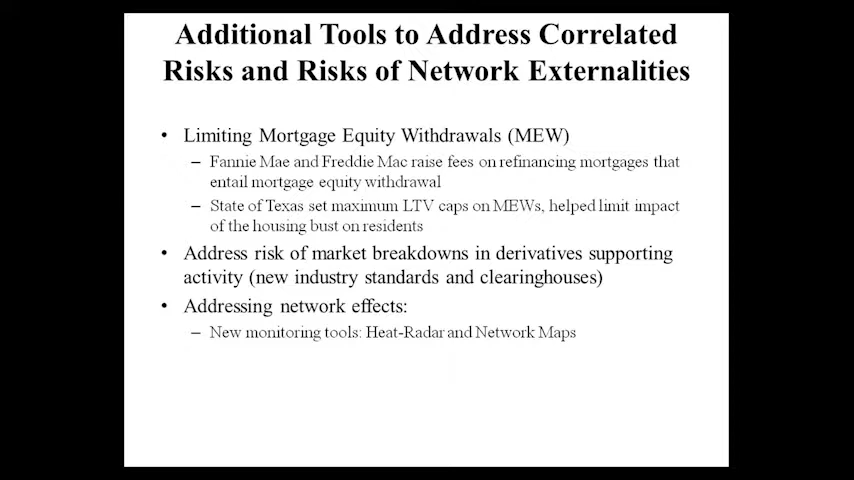 Additional Tools to Address Correlated
Risks and Risks of Network Externalities
• Limiting Mortgage Equity Withdrawals (MEW)
– Fannie Mae and Freddie Mac raise fees on refinancing mortgages that
entail mortgage equity withdrawal
– State of Texas set maximum LTV caps on MEWs, helped limit impact
of the housing bust on residents
• Address risk of market breakdowns in derivatives supporting
activity (new industry standards and clearinghouses)
• Addressing network effects:
– New monitoring tools: Heat-Radar and Network Maps